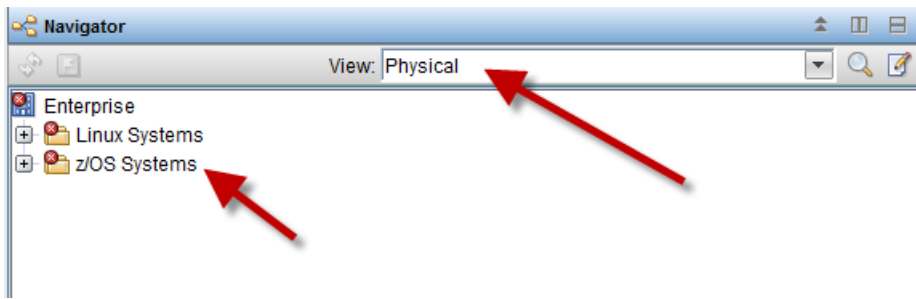 Navigator
View: Physical
Enterprise
Linux Systems
z/OS Systems